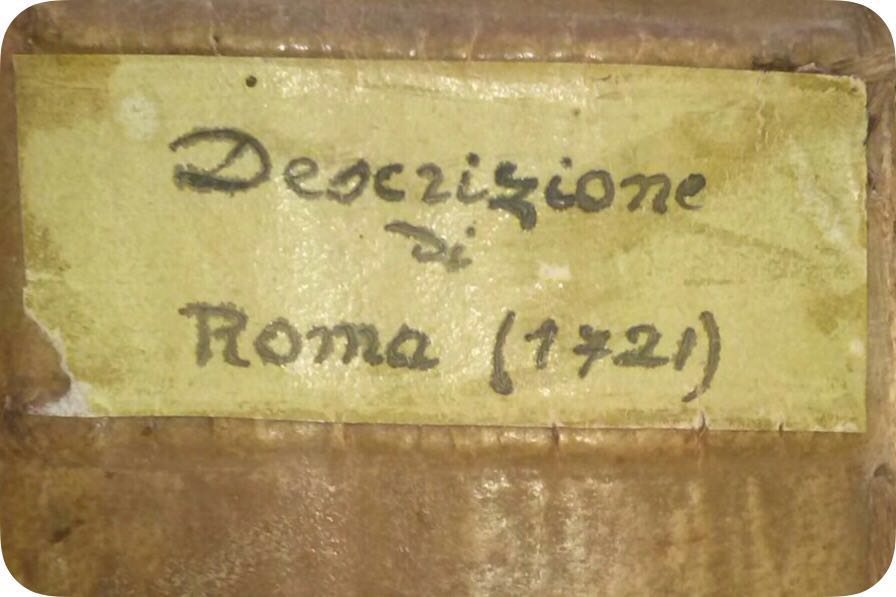 Descrizione
di
Roma (1721)